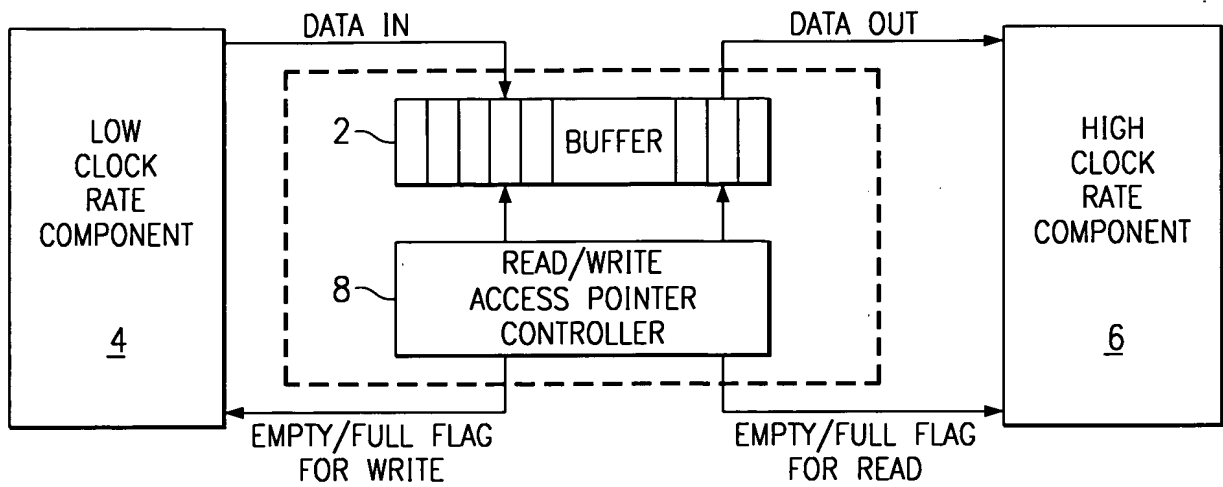 DATA IN
DATA OUT
LOW
CLOCK
RATE
COMPONENT
4
2
BUFFER
8
READ/WRITE
ACCESS POINTER
CONTROLLER
HIGH
CLOCK
RATE
COMPONENT
6
EMPTY/FULL FLAG
FOR WRITE
EMPTY/FULL FLAG
FOR READ